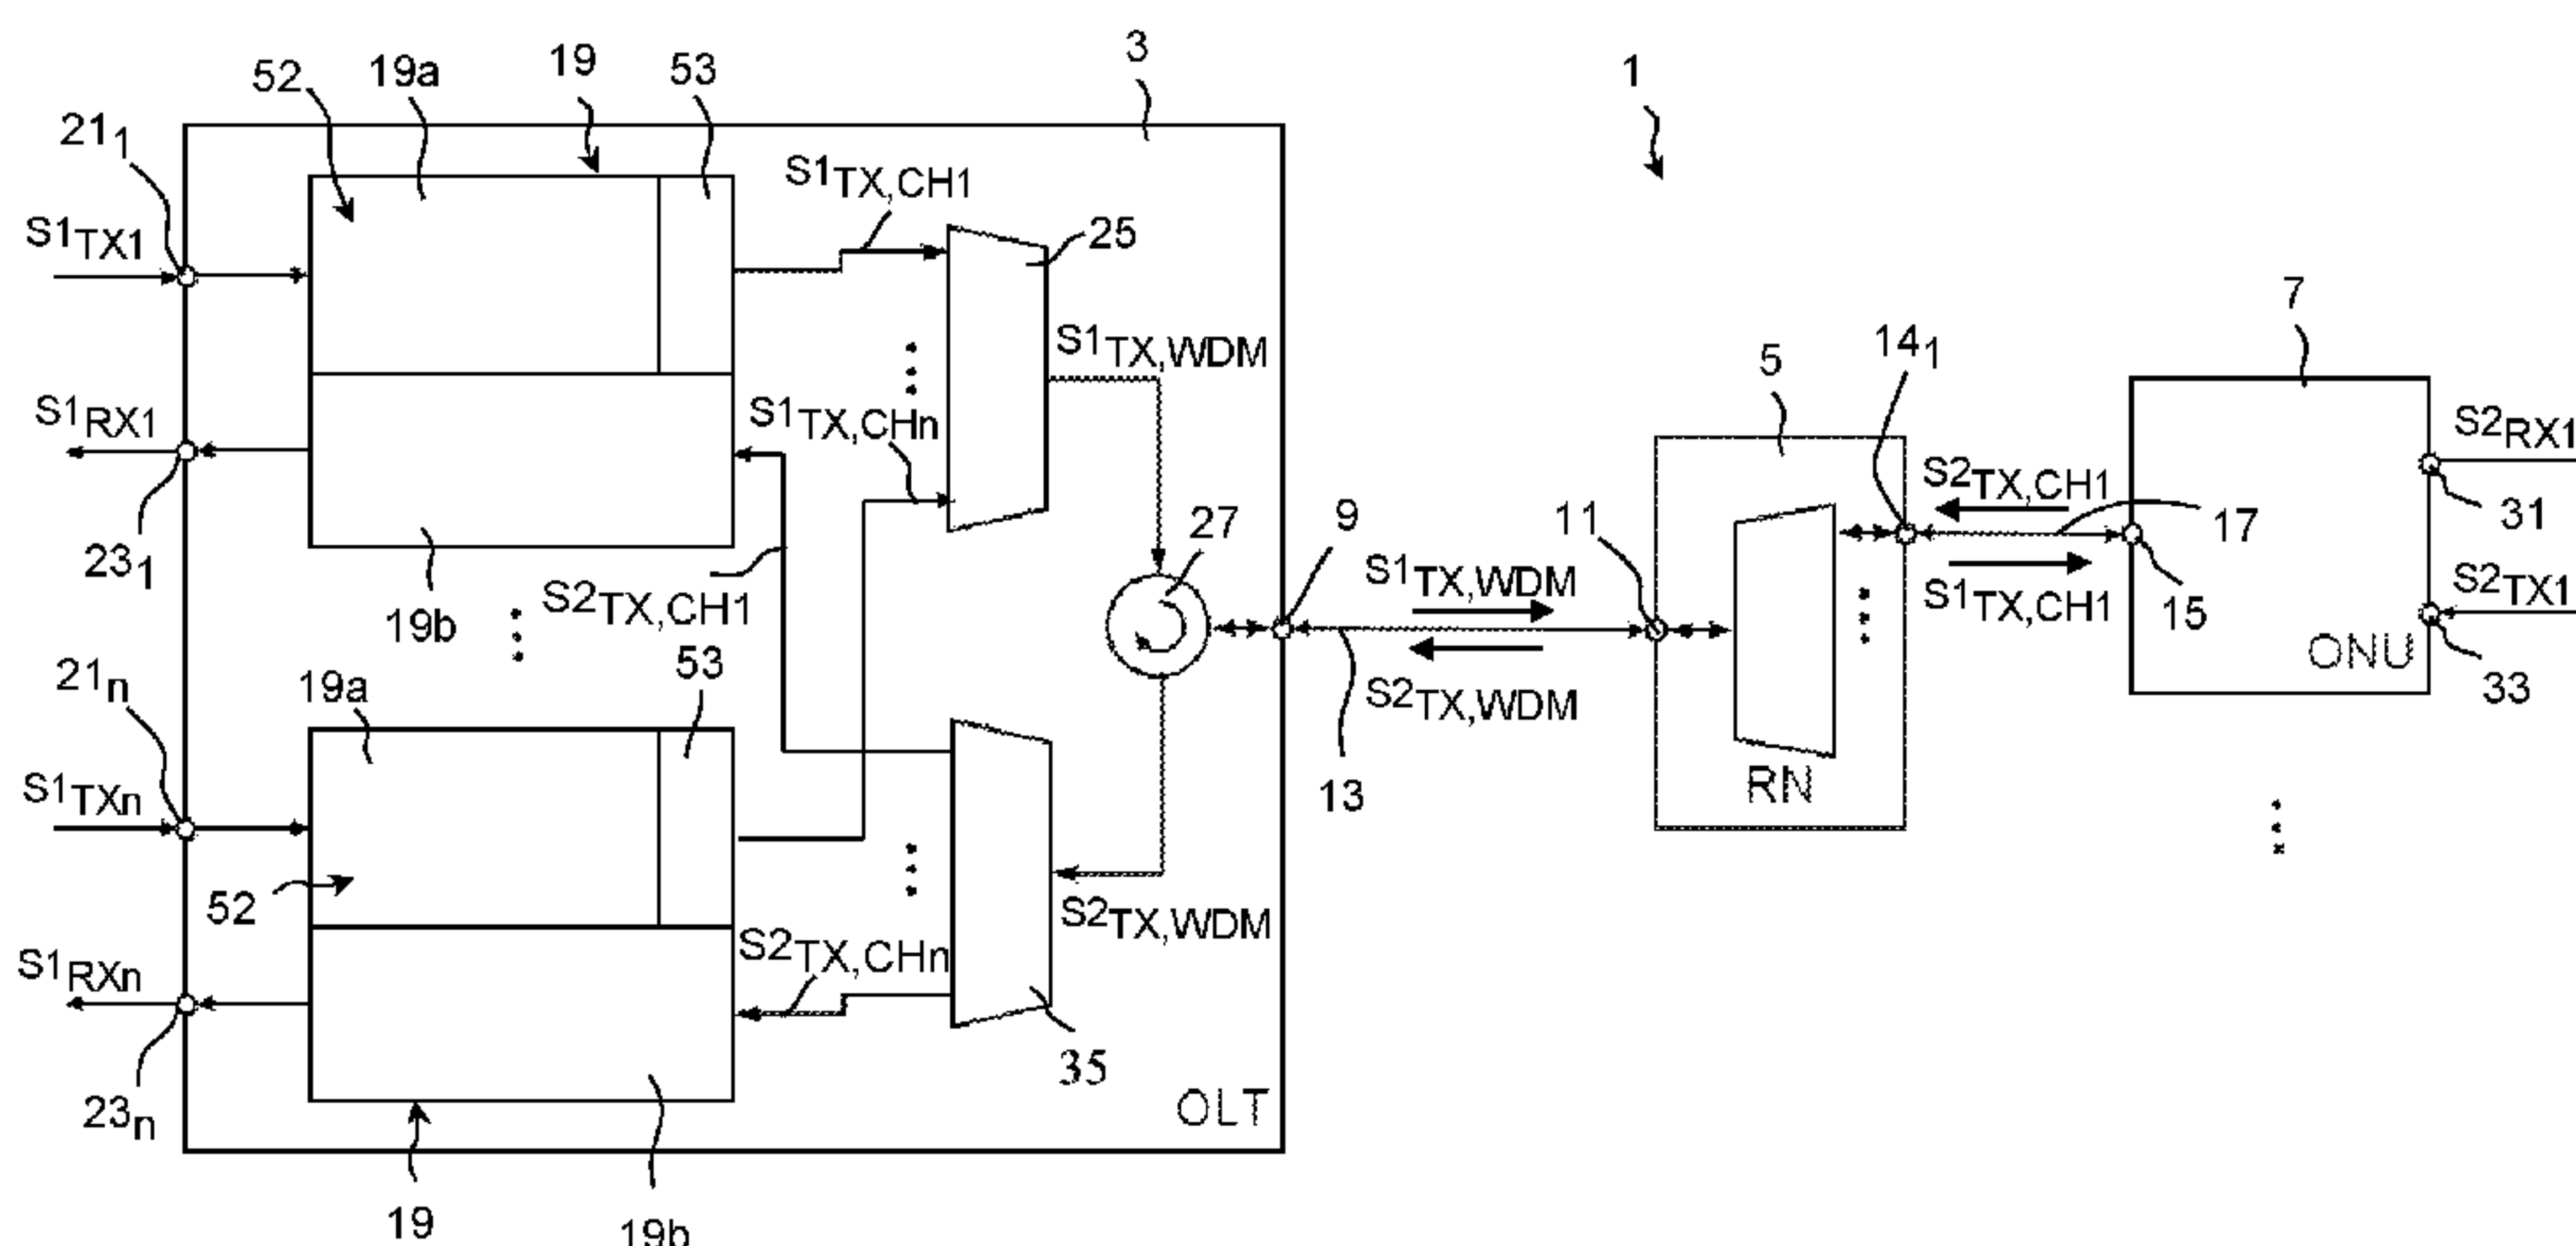 3
1
52
19a
19
53
21₁
S1TX,CH1
S1TX1
25
7
S1TX,WDM
14₁
5
S1RX1
S1TX,CHn
S2RX1
S2TX,CH1
27
9
11
17
31
23₁
S1TX,WDM
S2TX1
19b
S2TX,CH1
S1TX,CH1
15
ONU
53
21n
19a
S2TX,WDM
33
RN
S1TXn
13
52
S2TX,WDM
S2TX,CHn
S1RXn
35
23n
OLT
19
19b